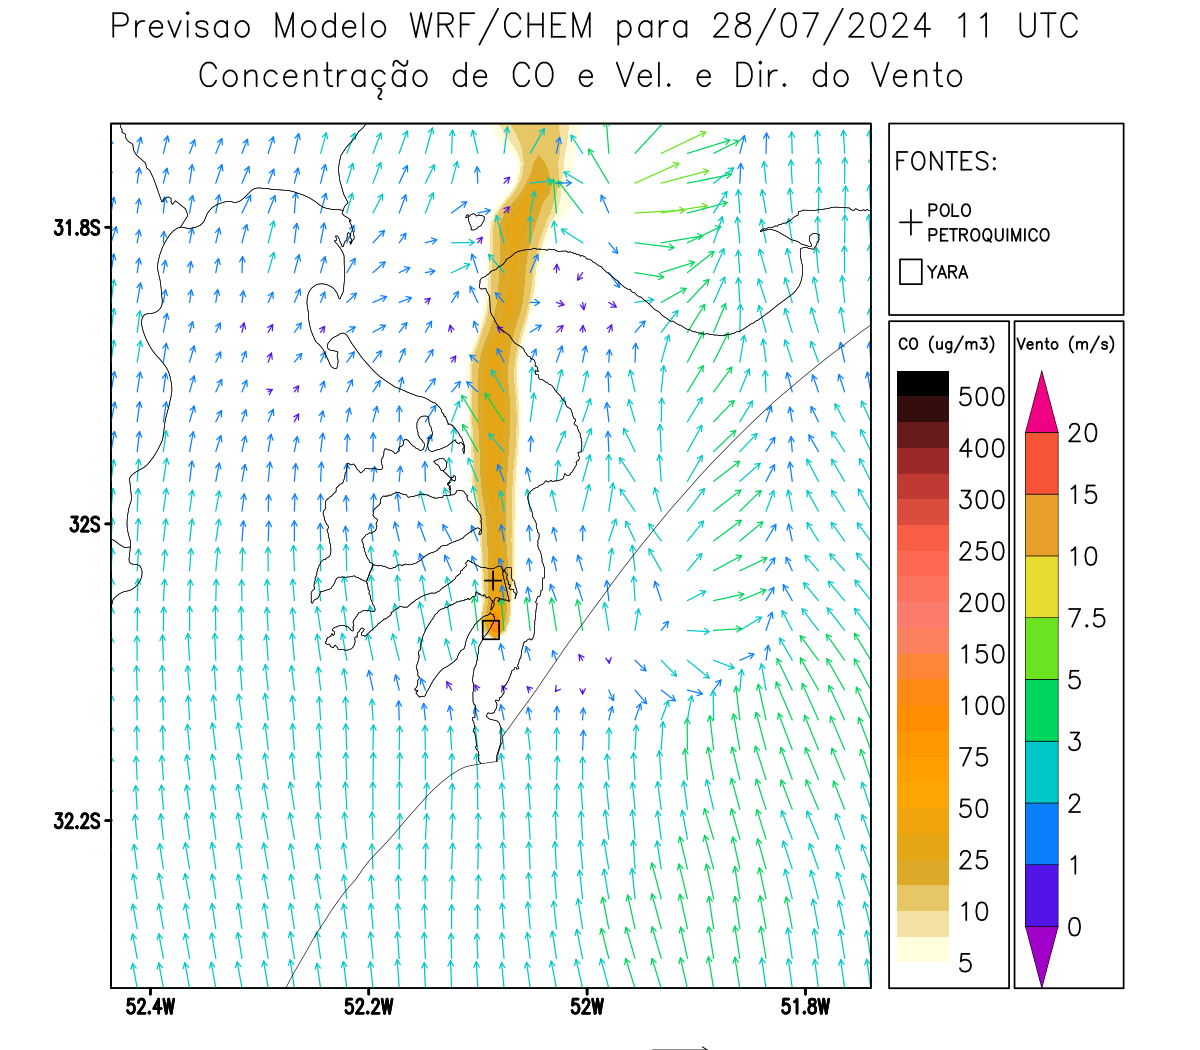 Previsao Modelo WRF/CHEM para 28/07/2024 11 UTC
Concentração de CO e Vel. e Dir. do Vento
FONTES:
POLO
PETROQUIMICO
YARA
CO (ug/m3)
500
400
300
250
200
150
100
75
50
25
10
5
Vento (m/s)
20
15
10
7.5
5
3
2
1
0
31.8S
32S
32.2S
52.4W
52.2W
52W
51.8W